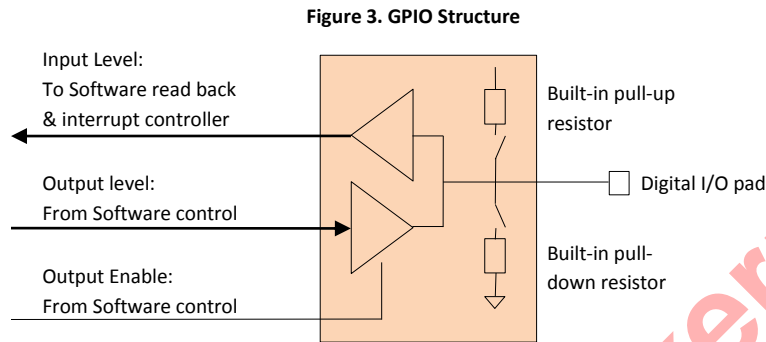 Figure 3. GPIO Structure
Input Level:
To Software read back
& interrupt controller
Built-in pull-up
resistor
Output level:
From Software control
Digital I/O pad
Output Enable:
From Software control
Built-in pull-
down resistor